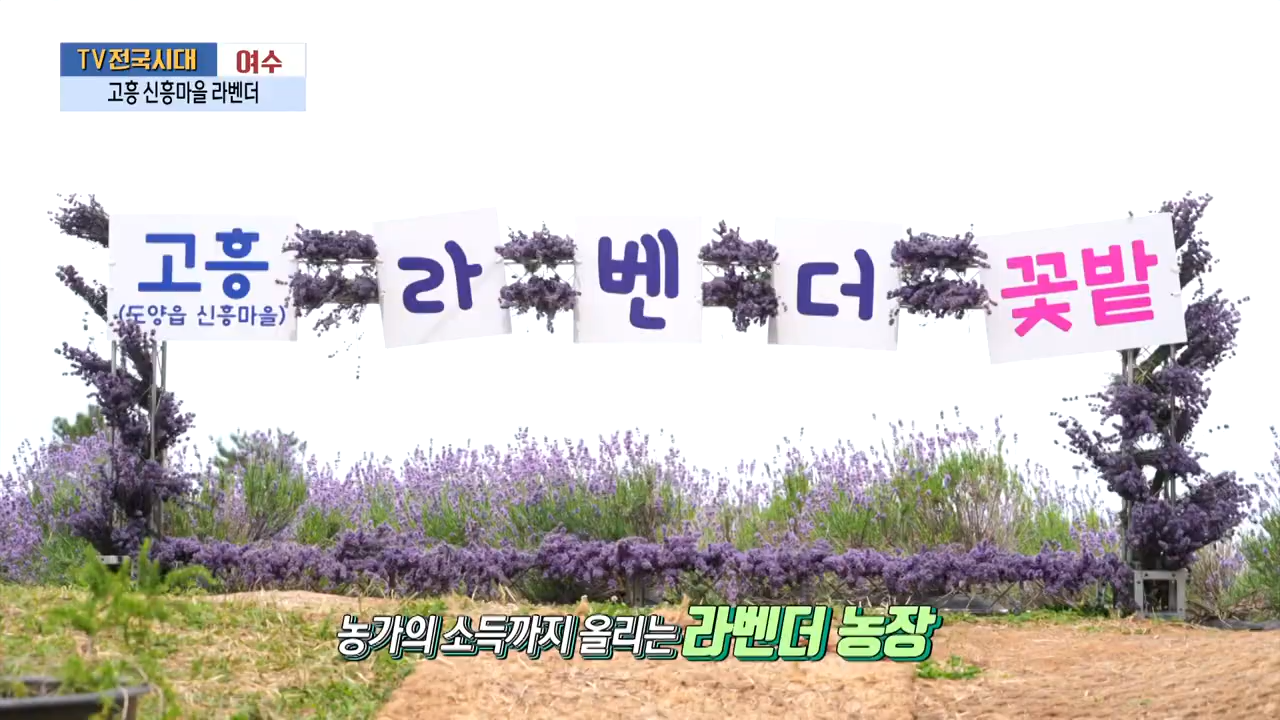 TV전국시대 여수
고흥 신흥마을 라벤더
고흥 라 벤 더 꽃밭
(도양읍 신흥마을)
농가의 소득까지 올리는 라벤더 농장